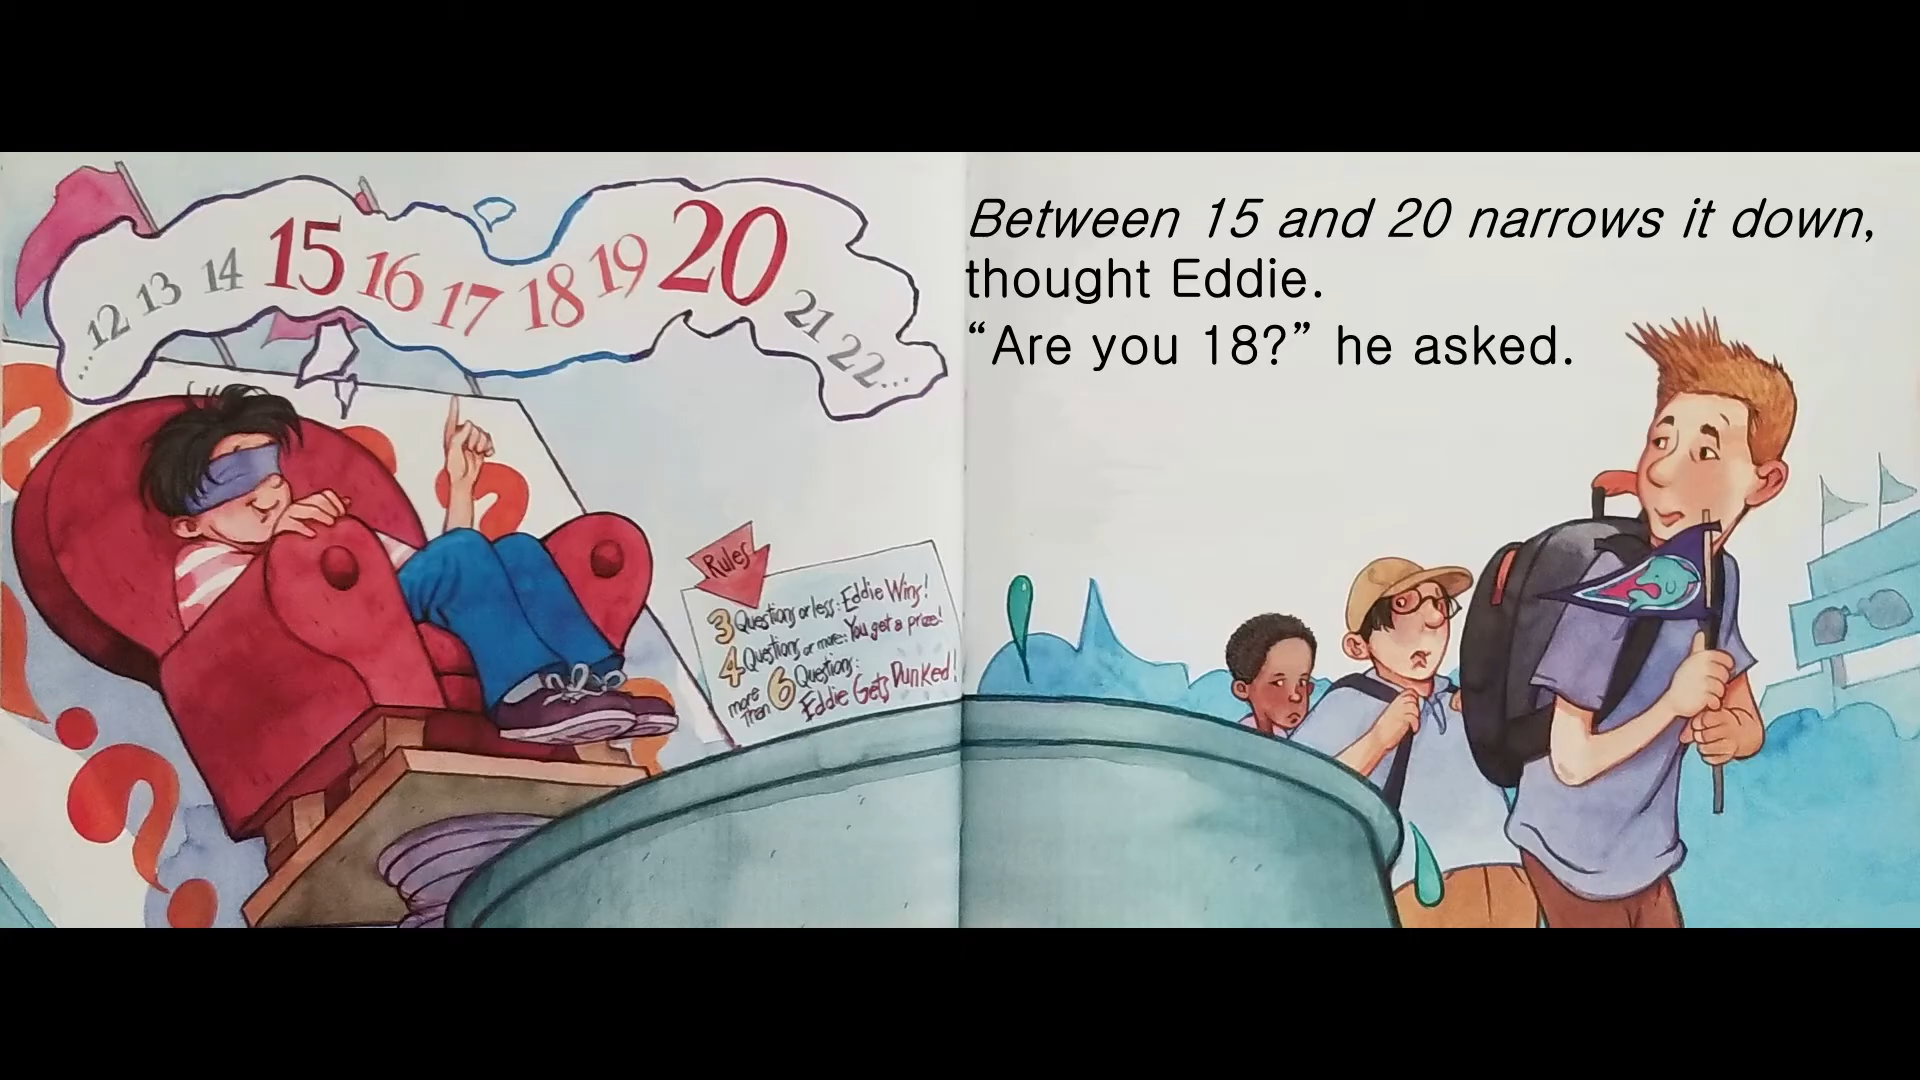 ...12 13 14 15 16 17 18 19 20 21 22...
Between 15 and 20 narrows it down,
thought Eddie.
“Are you 18?” he asked.
Rules
3 Questions or less: Eddie Wins!
4 Questions or more: You get a prize!
more than 6 Questions:
Eddie Gets Dunked!